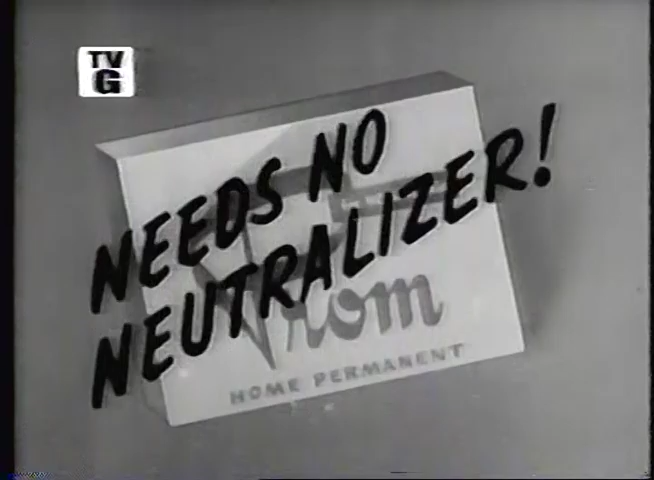 TV
G
NEEDS NO
NEUTRALIZER!
HOME PERMANENT